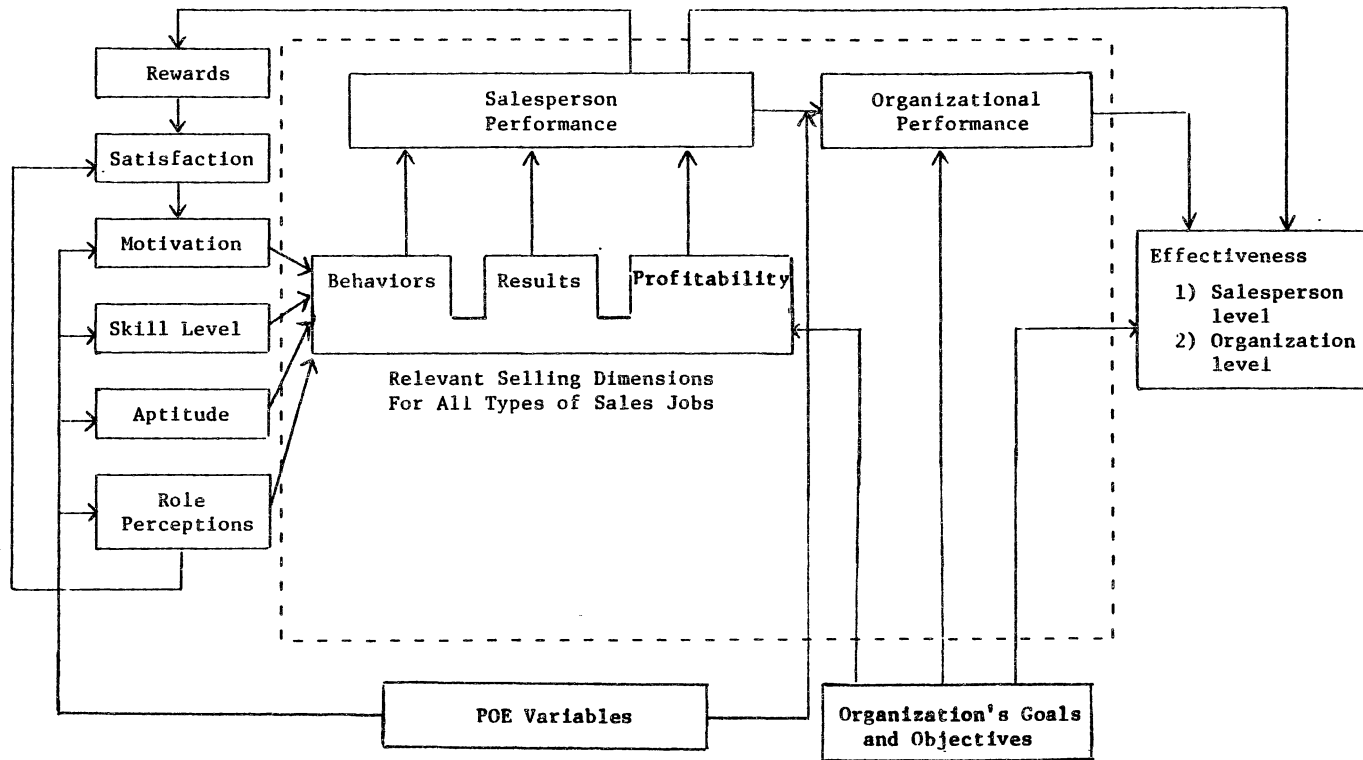 Rewards
Salesperson
Performance
Organizational
Performance
Satisfaction
Motivation
Effectiveness
1) Salesperson
level
2) Organization
level
Behaviors
Results
Profitability
Skill Level
Relevant Selling Dimensions
For All Types of Sales Jobs
Aptitude
Role
Perceptions
POE Variables
Organization's Goals
and Objectives